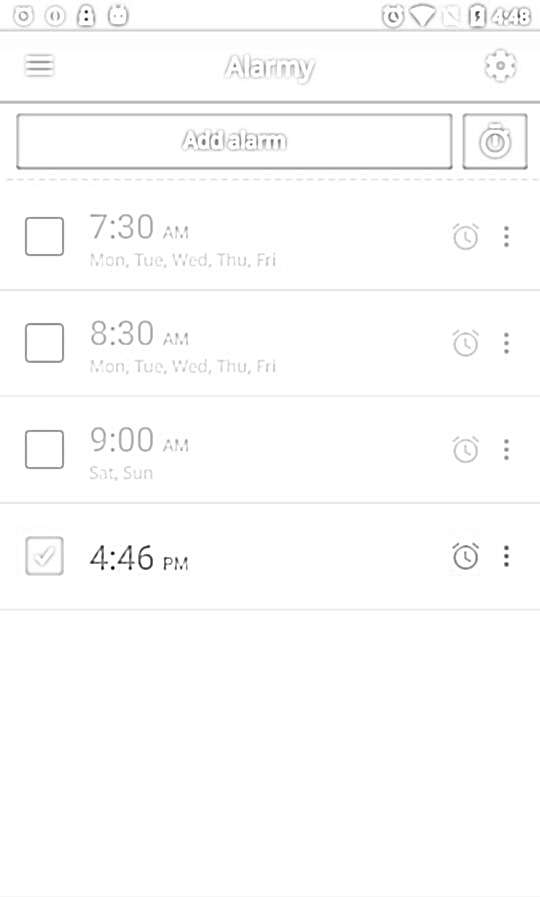 4:48
Alarmy
Add alarm
7:30 AM
Mon, Tue, Wed, Thu, Fri
8:30 AM
Mon, Tue, Wed, Thu, Fri
9:00 AM
Sat, Sun
4:46 PM